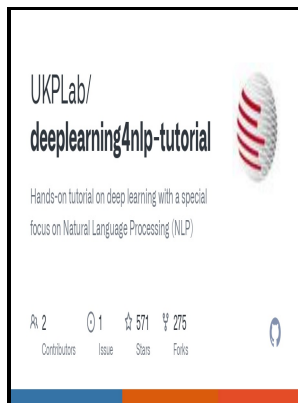 UKPLab/
deeplearning4nlp-tutorial
Hands-on tutorial on deep learning with a special
focus on Natural Language Processing (NLP)
2 1 571 275
Contributors Issue Stars Forks